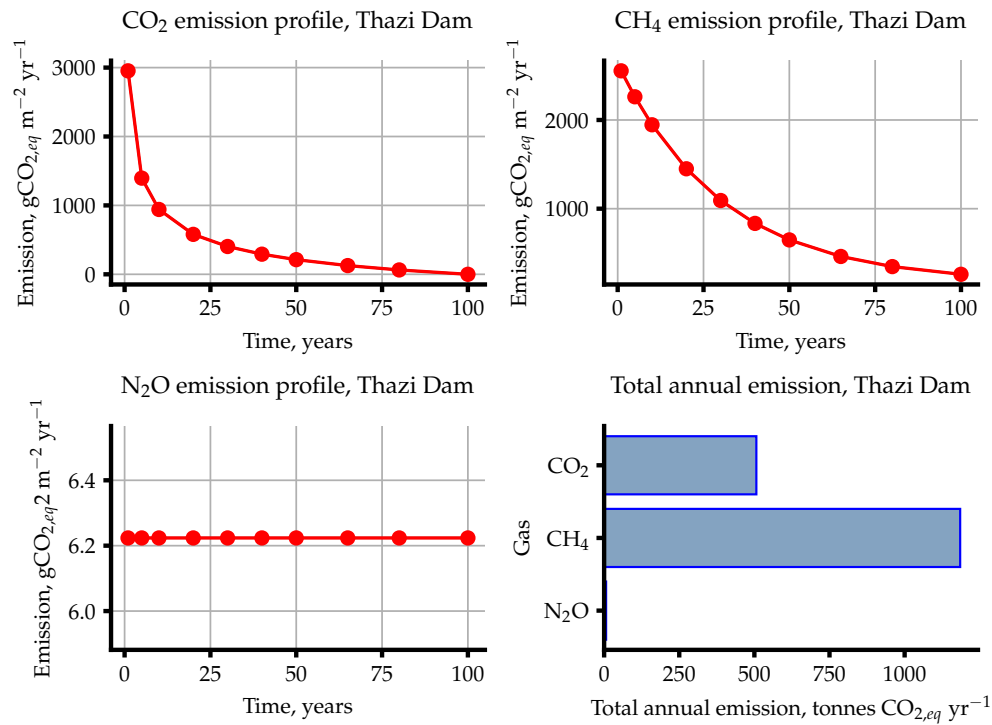 CO₂ emission profile, Thazi Dam
Emission, gCO₂,eq m⁻² yr⁻¹
3000
2000
1000
0
0 25 50 75 100
Time, years
CH₄ emission profile, Thazi Dam
Emission, gCO₂,eq m⁻² yr⁻¹
2000
1000
0 25 50 75 100
Time, years
N₂O emission profile, Thazi Dam
Emission, gCO₂,eq2 m⁻² yr⁻¹
6.4
6.2
6.0
0 25 50 75 100
Time, years
Total annual emission, Thazi Dam
Gas
CO₂
CH₄
N₂O
0 250 500 750 1000
Total annual emission, tonnes CO₂,eq yr⁻¹